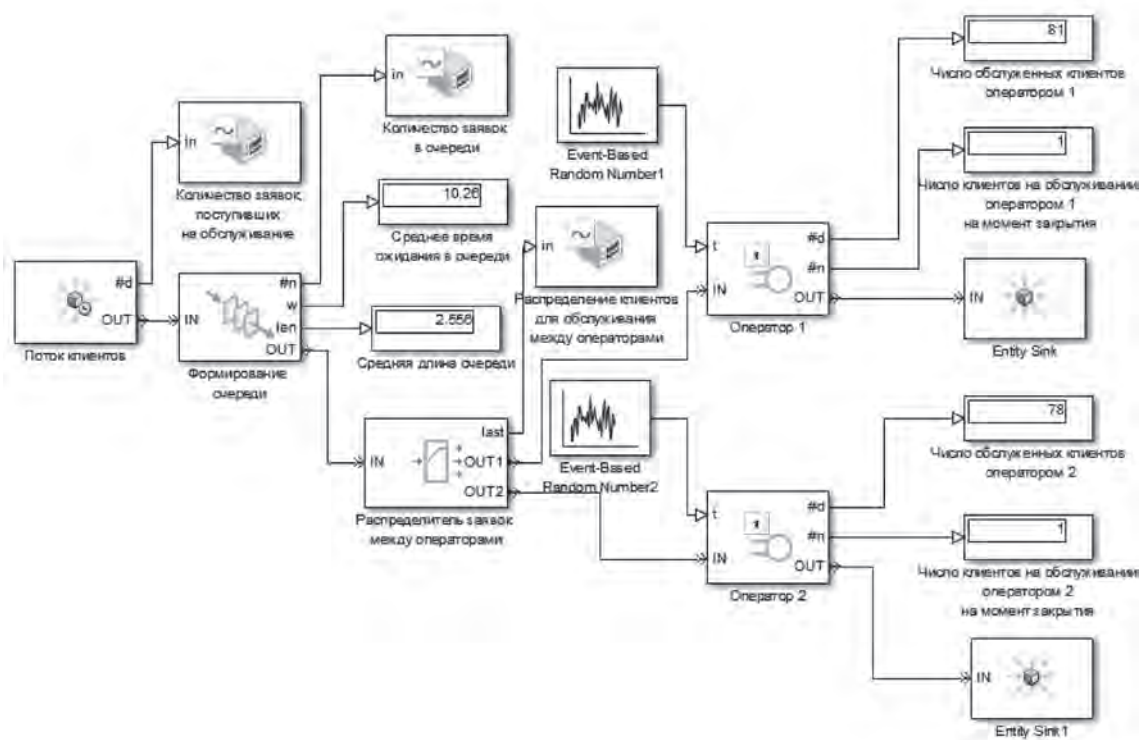 #d
OUT
Поток клиентов
in
Количество заявок,
поступивших
на обслуживание
IN
#n
w
len
OUT
Формирование
очереди
in
Количество заявок
в очереди
10.26
Среднее время
ожидания в очереди
2.556
Средняя длина очереди
IN
last
OUT1
OUT2
Распределитель заявок
между операторами
in
Распределение клиентов
для обслуживания
между операторами
Event-Based
Random Number1
t
IN
#d
#n
OUT
Оператор 1
81
Число обслуженных клиентов
оператором 1
1
Число клиентов на обслуживании
оператором 1
на момент закрытия
IN
Entity Sink
Event-Based
Random Number2
t
IN
#d
#n
OUT
Оператор 2
78
Число обслуженных клиентов
оператором 2
1
Число клиентов на обслуживании
оператором 2
на момент закрытия
IN
Entity Sink1